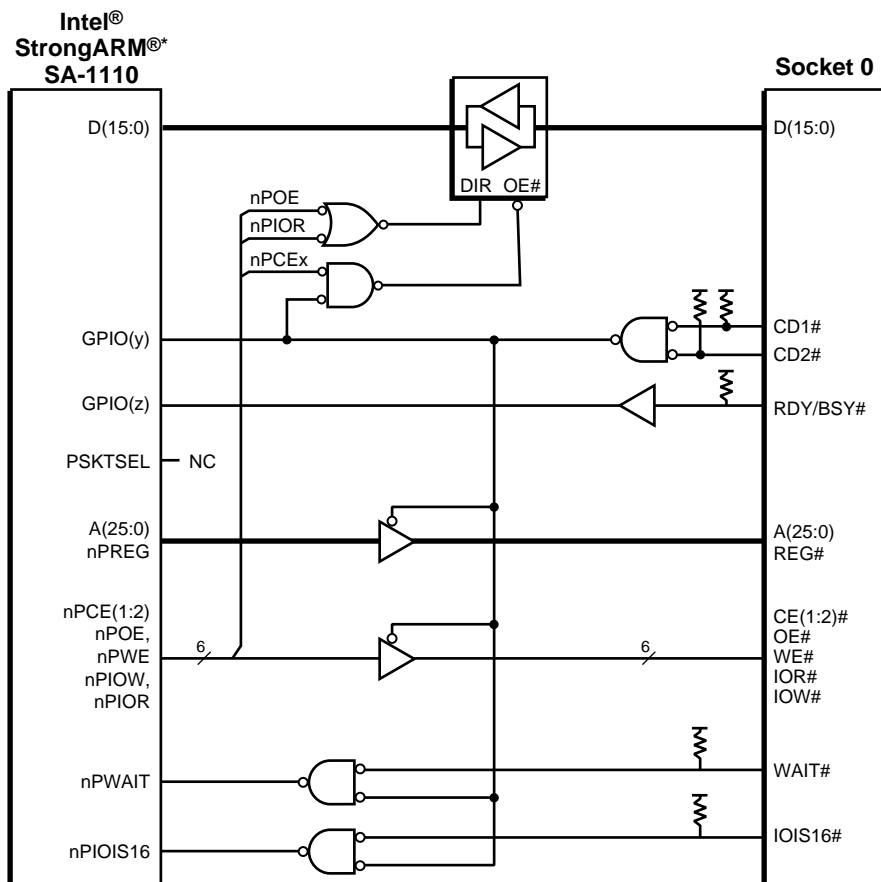 Intel®
StrongARM®*
SA-1110
Socket 0
D(15:0)
D(15:0)
DIR OE#
nPOE
nPIOR
nPCEx
CD1#
GPIO(y)
CD2#
GPIO(z)
RDY/BSY#
PSKTSEL
NC
A(25:0)
nPREG
A(25:0)
REG#
nPCE(1:2)
nPOE,
nPWE
nPIOW,
nPIOR
6
6
CE(1:2)#
OE#
WE#
IOR#
IOW#
nPWAIT
WAIT#
nPIOIS16
IOIS16#